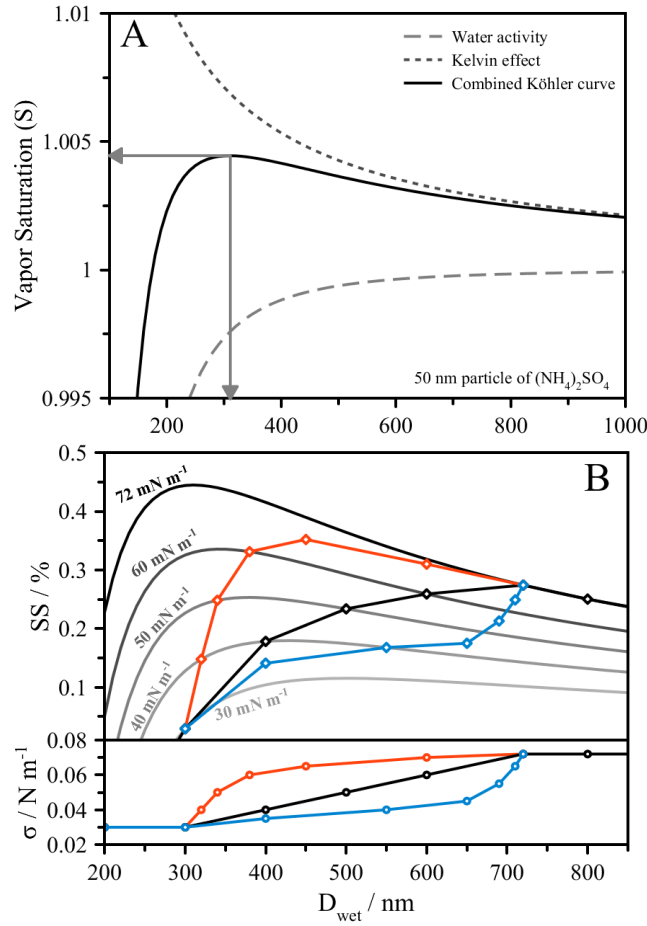 A
1.01
1.005
1
0.995
Vapor Saturation (S)
Water activity
Kelvin effect
Combined Köhler curve
50 nm particle of (NH₄)₂SO₄
200
400
600
800
1000
B
0.5
0.4
0.3
0.2
0.1
SS / %
72 mN m⁻¹
60 mN m⁻¹
50 mN m⁻¹
40 mN m⁻¹
30 mN m⁻¹
0.08
0.06
0.04
0.02
σ / N m⁻¹
200
300
400
500
600
700
800
D_wet / nm